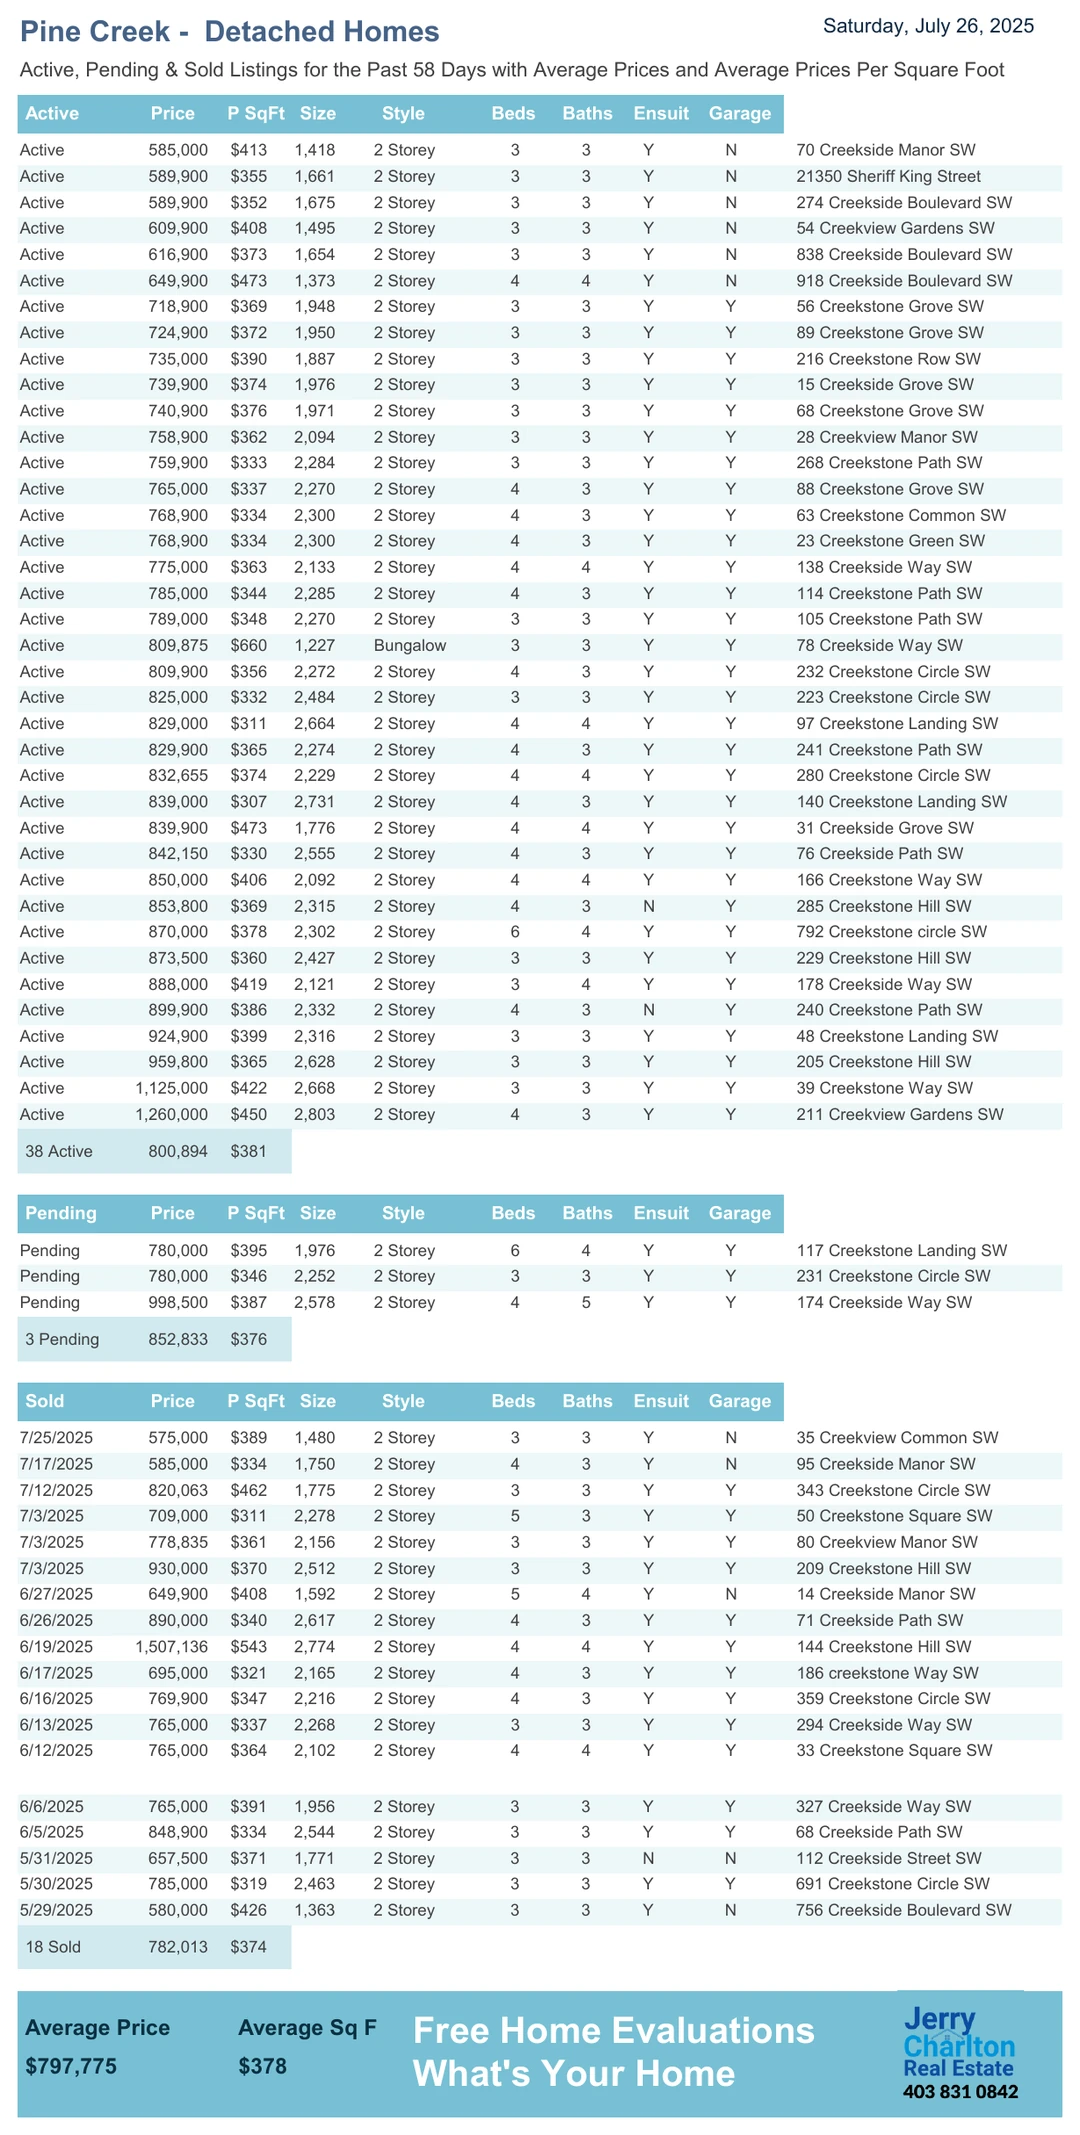 Pine Creek - Detached Homes
Saturday, July 26, 2025
Active, Pending & Sold Listings for the Past 58 Days with Average Prices and Average Prices Per Square Foot
Active Price P SqFt Size Style Beds Baths Ensuit Garage
Active 585,000 $413 1,418 2 Storey 3 3 Y N 70 Creekside Manor SW
Active 589,900 $355 1,661 2 Storey 3 3 Y N 21350 Sheriff King Street
Active 589,900 $352 1,675 2 Storey 3 3 Y N 274 Creekside Boulevard SW
Active 609,900 $408 1,495 2 Storey 3 3 Y N 54 Creekview Gardens SW
Active 616,900 $373 1,654 2 Storey 3 3 Y N 838 Creekside Boulevard SW
Active 649,900 $473 1,373 2 Storey 4 4 Y N 918 Creekside Boulevard SW
Active 718,900 $369 1,948 2 Storey 3 3 Y Y 56 Creekstone Grove SW
Active 724,900 $372 1,950 2 Storey 3 3 Y Y 89 Creekstone Grove SW
Active 735,000 $390 1,887 2 Storey 3 3 Y Y 216 Creekstone Row SW
Active 739,900 $374 1,976 2 Storey 3 3 Y Y 15 Creekside Grove SW
Active 740,900 $376 1,971 2 Storey 3 3 Y Y 68 Creekstone Grove SW
Active 758,900 $362 2,094 2 Storey 3 3 Y Y 28 Creekview Manor SW
Active 759,900 $333 2,284 2 Storey 3 3 Y Y 268 Creekstone Path SW
Active 765,000 $337 2,270 2 Storey 4 3 Y Y 88 Creekstone Grove SW
Active 768,900 $334 2,300 2 Storey 4 3 Y Y 63 Creekstone Common SW
Active 768,900 $334 2,300 2 Storey 4 3 Y Y 23 Creekstone Green SW
Active 775,000 $363 2,133 2 Storey 4 4 Y Y 138 Creekside Way SW
Active 785,000 $344 2,285 2 Storey 4 3 Y Y 114 Creekstone Path SW
Active 789,000 $348 2,270 2 Storey 3 3 Y Y 105 Creekstone Path SW
Active 809,875 $660 1,227 Bungalow 3 3 Y Y 78 Creekside Way SW
Active 809,900 $356 2,272 2 Storey 4 3 Y Y 232 Creekstone Circle SW
Active 825,000 $332 2,484 2 Storey 3 3 Y Y 223 Creekstone Circle SW
Active 829,000 $311 2,664 2 Storey 4 4 Y Y 97 Creekstone Landing SW
Active 829,900 $365 2,274 2 Storey 4 3 Y Y 241 Creekstone Path SW
Active 832,655 $374 2,229 2 Storey 4 4 Y Y 280 Creekstone Circle SW
Active 839,000 $307 2,731 2 Storey 4 3 Y Y 140 Creekstone Landing SW
Active 839,900 $473 1,776 2 Storey 4 4 Y Y 31 Creekside Grove SW
Active 842,150 $330 2,555 2 Storey 4 3 Y Y 76 Creekside Path SW
Active 850,000 $406 2,092 2 Storey 4 4 Y Y 166 Creekstone Way SW
Active 853,800 $369 2,315 2 Storey 4 3 N Y 285 Creekstone Hill SW
Active 870,000 $378 2,302 2 Storey 6 4 Y Y 792 Creekstone circle SW
Active 873,500 $360 2,427 2 Storey 3 3 Y Y 229 Creekstone Hill SW
Active 888,000 $419 2,121 2 Storey 3 4 Y Y 178 Creekside Way SW
Active 899,900 $386 2,332 2 Storey 4 3 N Y 240 Creekstone Path SW
Active 924,900 $399 2,316 2 Storey 3 3 Y Y 48 Creekstone Landing SW
Active 959,800 $365 2,628 2 Storey 3 3 Y Y 205 Creekstone Hill SW
Active 1,125,000 $422 2,668 2 Storey 3 3 Y Y 39 Creekstone Way SW
Active 1,260,000 $450 2,803 2 Storey 4 3 Y Y 211 Creekview Gardens SW
38 Active 800,894 $381
Pending Price P SqFt Size Style Beds Baths Ensuit Garage
Pending 780,000 $395 1,976 2 Storey 6 4 Y Y 117 Creekstone Landing SW
Pending 780,000 $346 2,252 2 Storey 3 3 Y Y 231 Creekstone Circle SW
Pending 998,500 $387 2,578 2 Storey 4 5 Y Y 174 Creekside Way SW
3 Pending 852,833 $376
Sold Price P SqFt Size Style Beds Baths Ensuit Garage
7/25/2025 575,000 $389 1,480 2 Storey 3 3 Y N 35 Creekview Common SW
7/17/2025 585,000 $334 1,750 2 Storey 4 3 Y N 95 Creekside Manor SW
7/12/2025 820,063 $462 1,775 2 Storey 3 3 Y Y 343 Creekstone Circle SW
7/3/2025 709,000 $311 2,278 2 Storey 5 3 Y Y 50 Creekstone Square SW
7/3/2025 778,835 $361 2,156 2 Storey 3 3 Y Y 80 Creekview Manor SW
7/3/2025 930,000 $370 2,512 2 Storey 3 3 Y Y 209 Creekstone Hill SW
6/27/2025 649,900 $408 1,592 2 Storey 5 4 Y N 14 Creekside Manor SW
6/26/2025 890,000 $340 2,617 2 Storey 4 3 Y Y 71 Creekside Path SW
6/19/2025 1,507,136 $543 2,774 2 Storey 4 4 Y Y 144 Creekstone Hill SW
6/17/2025 695,000 $321 2,165 2 Storey 4 3 Y Y 186 creekstone Way SW
6/16/2025 769,900 $347 2,216 2 Storey 4 3 Y Y 359 Creekstone Circle SW
6/13/2025 765,000 $337 2,268 2 Storey 3 3 Y Y 294 Creekside Way SW
6/12/2025 765,000 $364 2,102 2 Storey 4 4 Y Y 33 Creekstone Square SW
6/6/2025 765,000 $391 1,956 2 Storey 3 3 Y Y 327 Creekside Way SW
6/5/2025 848,900 $334 2,544 2 Storey 3 3 Y Y 68 Creekside Path SW
5/31/2025 657,500 $371 1,771 2 Storey 3 3 N N 112 Creekside Street SW
5/30/2025 785,000 $319 2,463 2 Storey 3 3 Y Y 691 Creekstone Circle SW
5/29/2025 580,000 $426 1,363 2 Storey 3 3 Y N 756 Creekside Boulevard SW
18 Sold 782,013 $374
Average Price Average Sq F
$797,775 $378
Free Home Evaluations
What's Your Home
Jerry
Charlton
Real Estate
403 831 0842